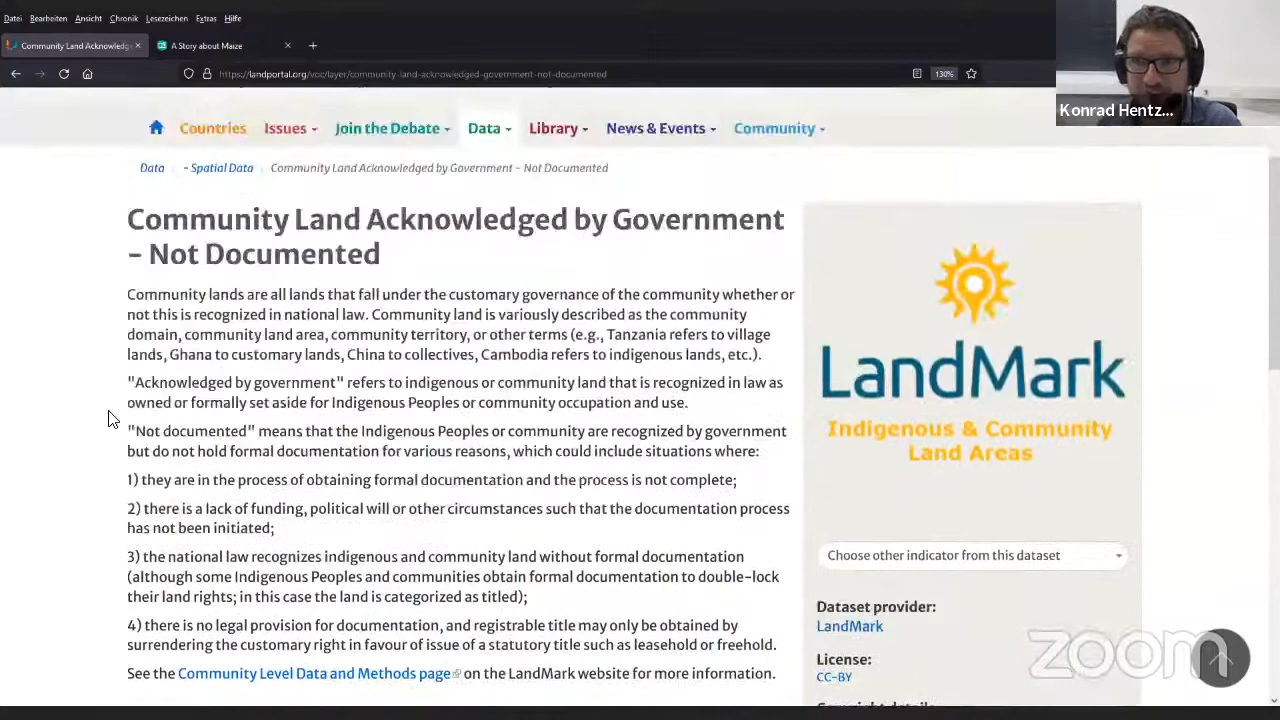 Datei Bearbeiten Ansicht Chronik Lesezeichen Extras Hilfe
Community Land Acknowledg
A Story about Maize
https://landportal.org/voc/layer/community-land-acknowledged-government-not-documented
130%
Konrad Hentz...
Countries Issues Join the Debate Data Library News & Events Community
Data - Spatial Data Community Land Acknowledged by Government - Not Documented
Community Land Acknowledged by Government
- Not Documented
Community lands are all lands that fall under the customary governance of the community whether or
not this is recognized in national law. Community land is variously described as the community
domain, community land area, community territory, or other terms (e.g., Tanzania refers to village
lands, Ghana to customary lands, China to collectives, Cambodia refers to indigenous lands, etc.).
"Acknowledged by government" refers to indigenous or community land that is recognized in law as
owned or formally set aside for Indigenous Peoples or community occupation and use.
"Not documented" means that the Indigenous Peoples or community are recognized by government
but do not hold formal documentation for various reasons, which could include situations where:
1) they are in the process of obtaining formal documentation and the process is not complete;
2) there is a lack of funding, political will or other circumstances such that the documentation process
has not been initiated;
3) the national law recognizes indigenous and community land without formal documentation
(although some Indigenous Peoples and communities obtain formal documentation to double-lock
their land rights; in this case the land is categorized as titled);
4) there is no legal provision for documentation, and registrable title may only be obtained by
surrendering the customary right in favour of issue of a statutory title such as leasehold or freehold.
See the Community Level Data and Methods page on the LandMark website for more information.
LandMark
Indigenous & Community
Land Areas
Choose other indicator from this dataset
Dataset provider:
LandMark
License:
CC-BY
zoom